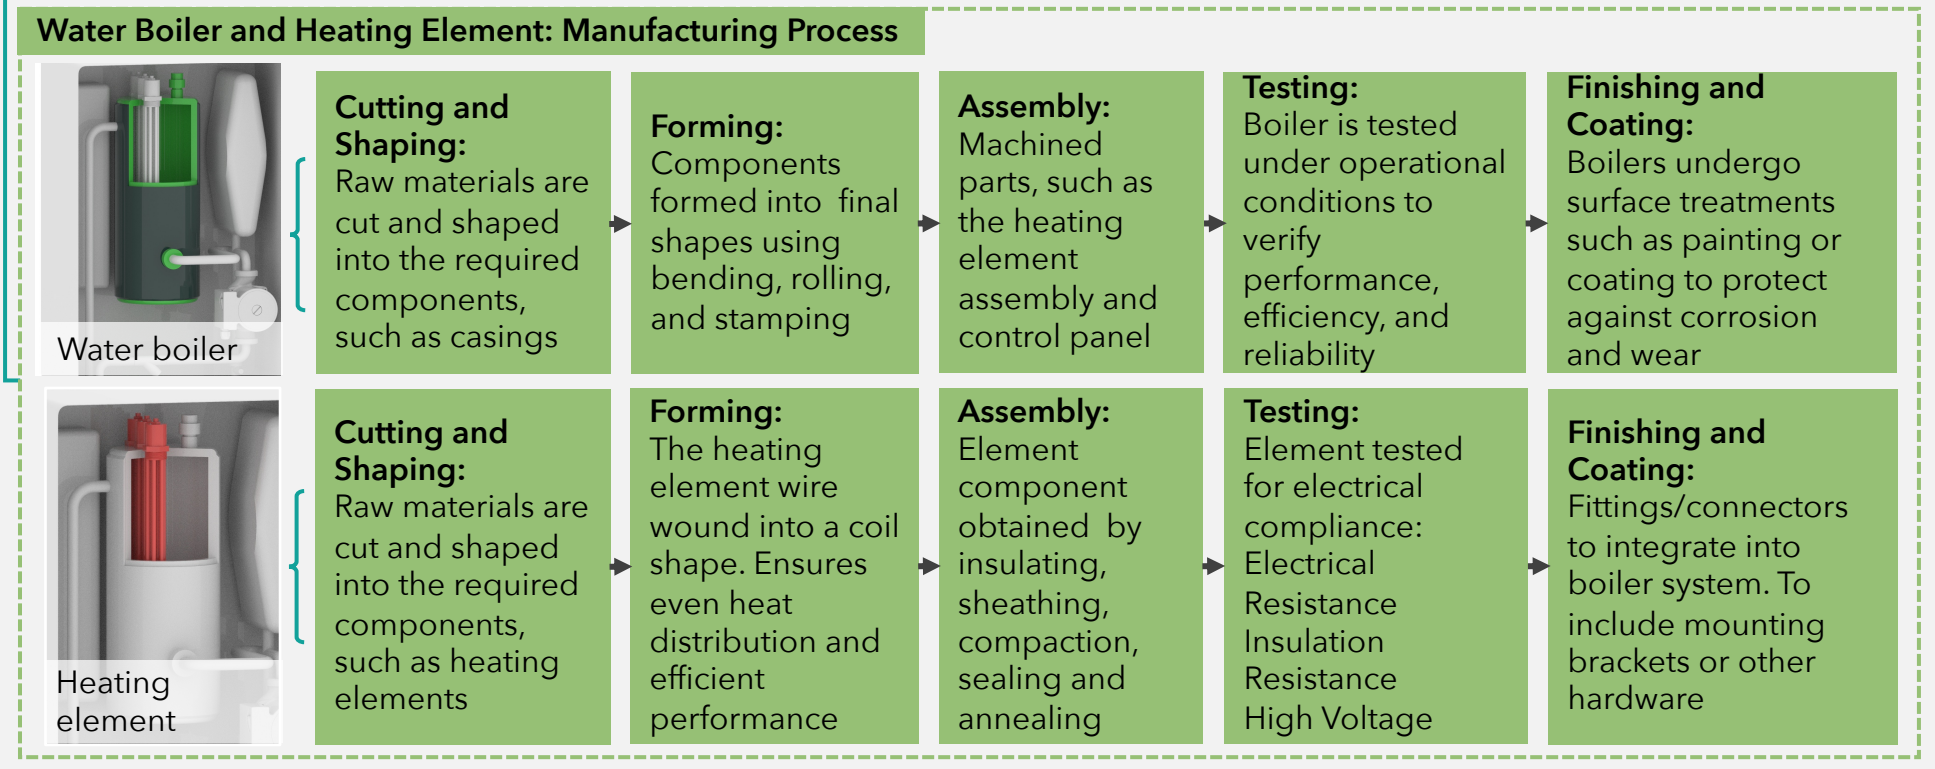 Water Boiler and Heating Element: Manufacturing Process
Water boiler
Cutting and
Shaping:
Raw materials are
cut and shaped
into the required
components,
such as casings
Forming:
Components
formed into final
shapes using
bending, rolling,
and stamping
Assembly:
Machined
parts, such as
the heating
element
assembly and
control panel
Testing:
Boiler is tested
under operational
conditions to
verify
performance,
efficiency, and
reliability
Finishing and
Coating:
Boilers undergo
surface treatments
such as painting or
coating to protect
against corrosion
and wear
Heating
element
Cutting and
Shaping:
Raw materials are
cut and shaped
into the required
components,
such as heating
elements
Forming:
The heating
element wire
wound into a coil
shape. Ensures
even heat
distribution and
efficient
performance
Assembly:
Element
component
obtained by
insulating,
sheathing,
compaction,
sealing and
annealing
Testing:
Element tested
for electrical
compliance:
Electrical
Resistance
Insulation
Resistance
High Voltage
Finishing and
Coating:
Fittings/connectors
to integrate into
boiler system. To
include mounting
brackets or other
hardware